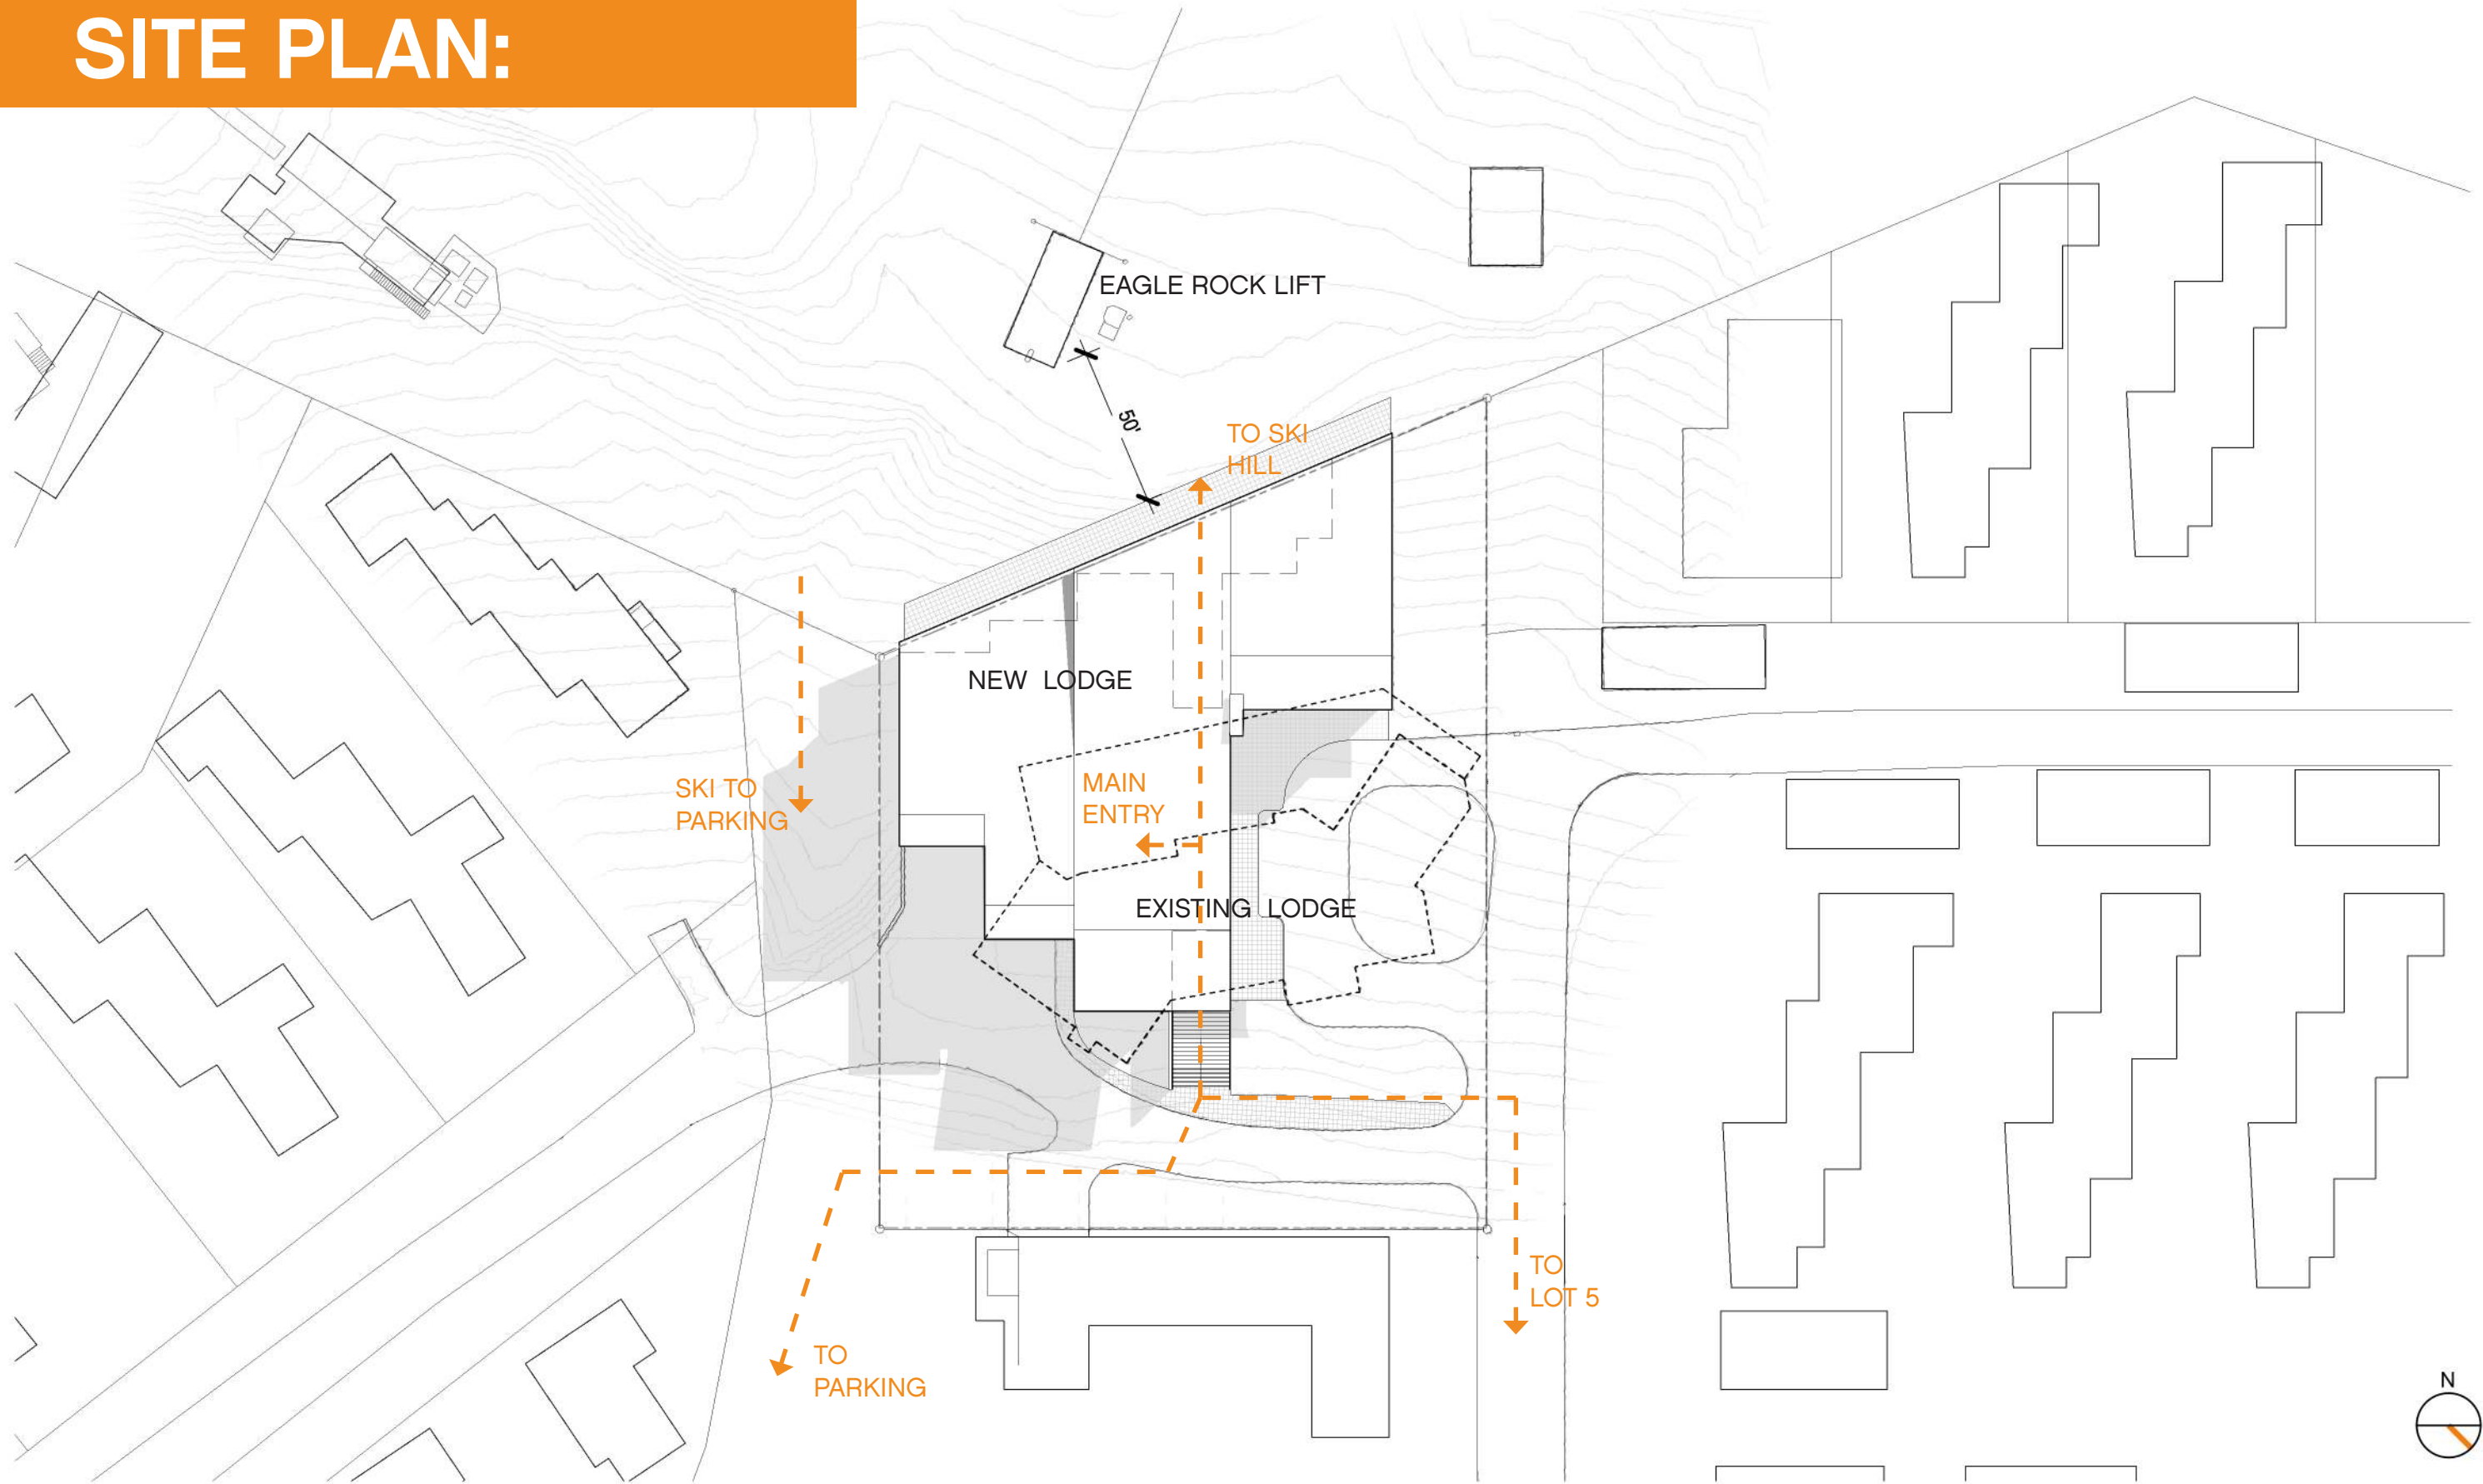 SITE PLAN:
EAGLE ROCK LIFT
50'
TO SKI
HILL
NEW LODGE
SKI TO
PARKING
MAIN
ENTRY
EXISTING LODGE
TO
LOT 5
TO
PARKING
N